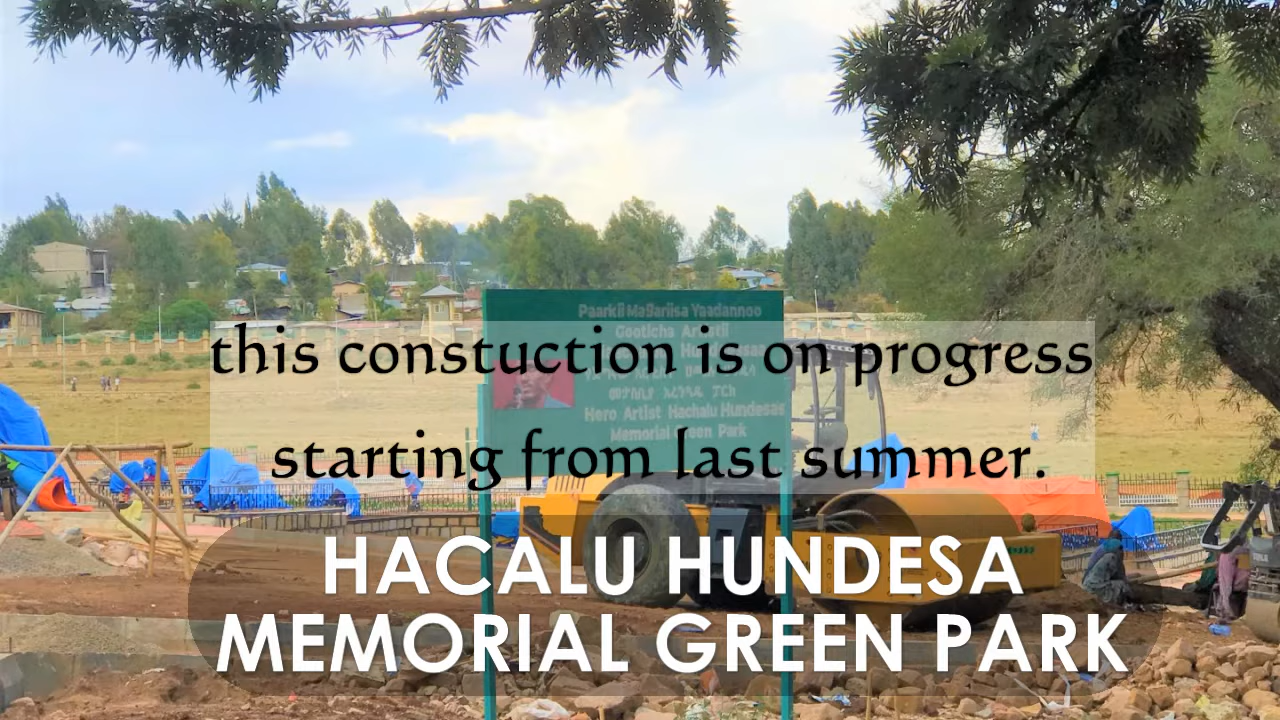 Paarkii Magariisa Yaadannoo
Gooticha Artistii
this constuction is on progress
Hero Artist Hachalu Hundesa's
Memorial Green Park
starting from last summer.
HACALU HUNDESA
MEMORIAL GREEN PARK